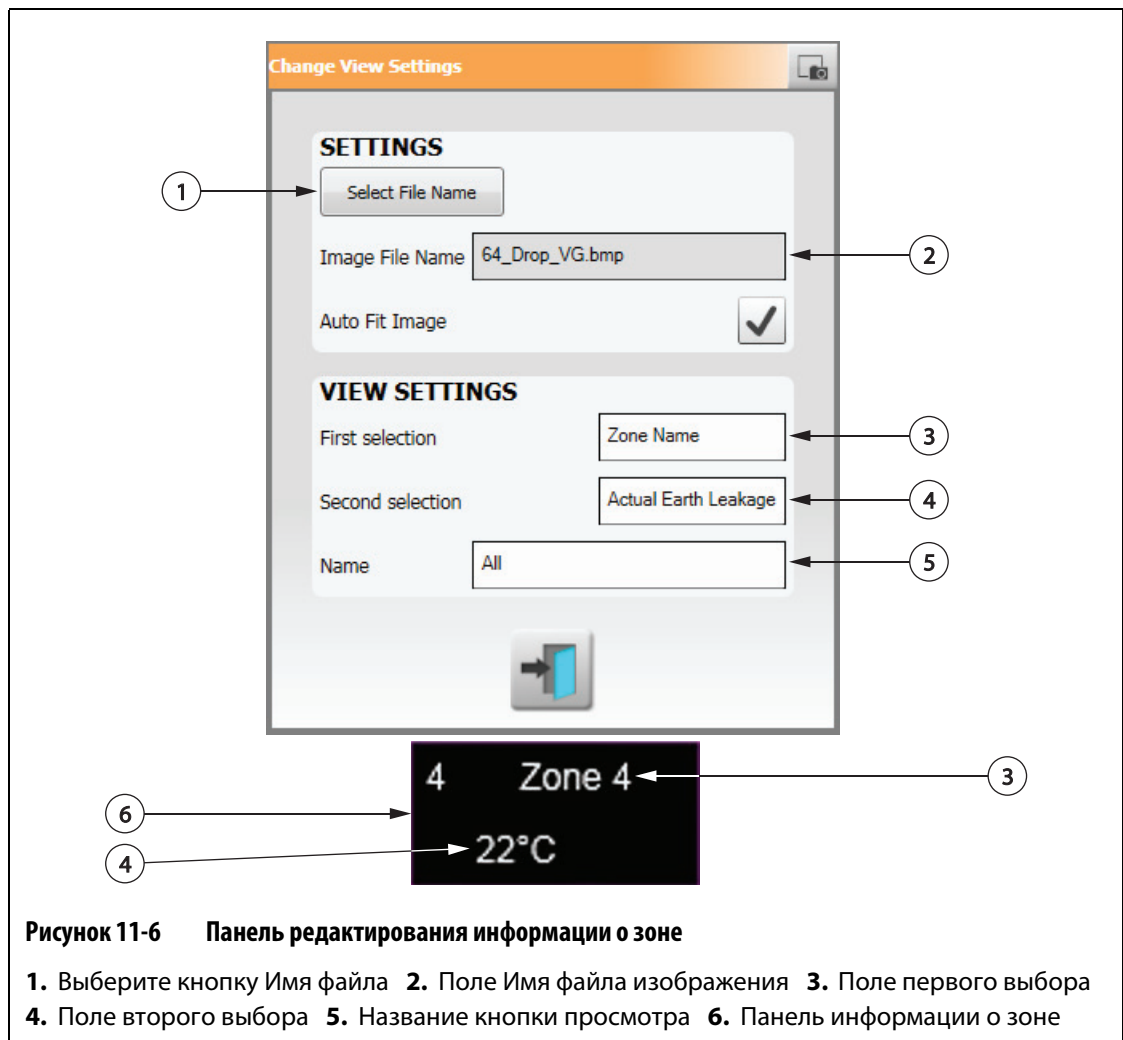 Change View Settings
SETTINGS
1
Select File Name
Image File Name 64_Drop_VG.bmp
2
Auto Fit Image
VIEW SETTINGS
First selection Zone Name
3
Second selection Actual Earth Leakage
4
Name All
5
4 Zone 4
3
6
22°C
4
Рисунок 11-6 Панель редактирования информации о зоне
1. Выберите кнопку Имя файла 2. Поле Имя файла изображения 3. Поле первого выбора
4. Поле второго выбора 5. Название кнопки просмотра 6. Панель информации о зоне